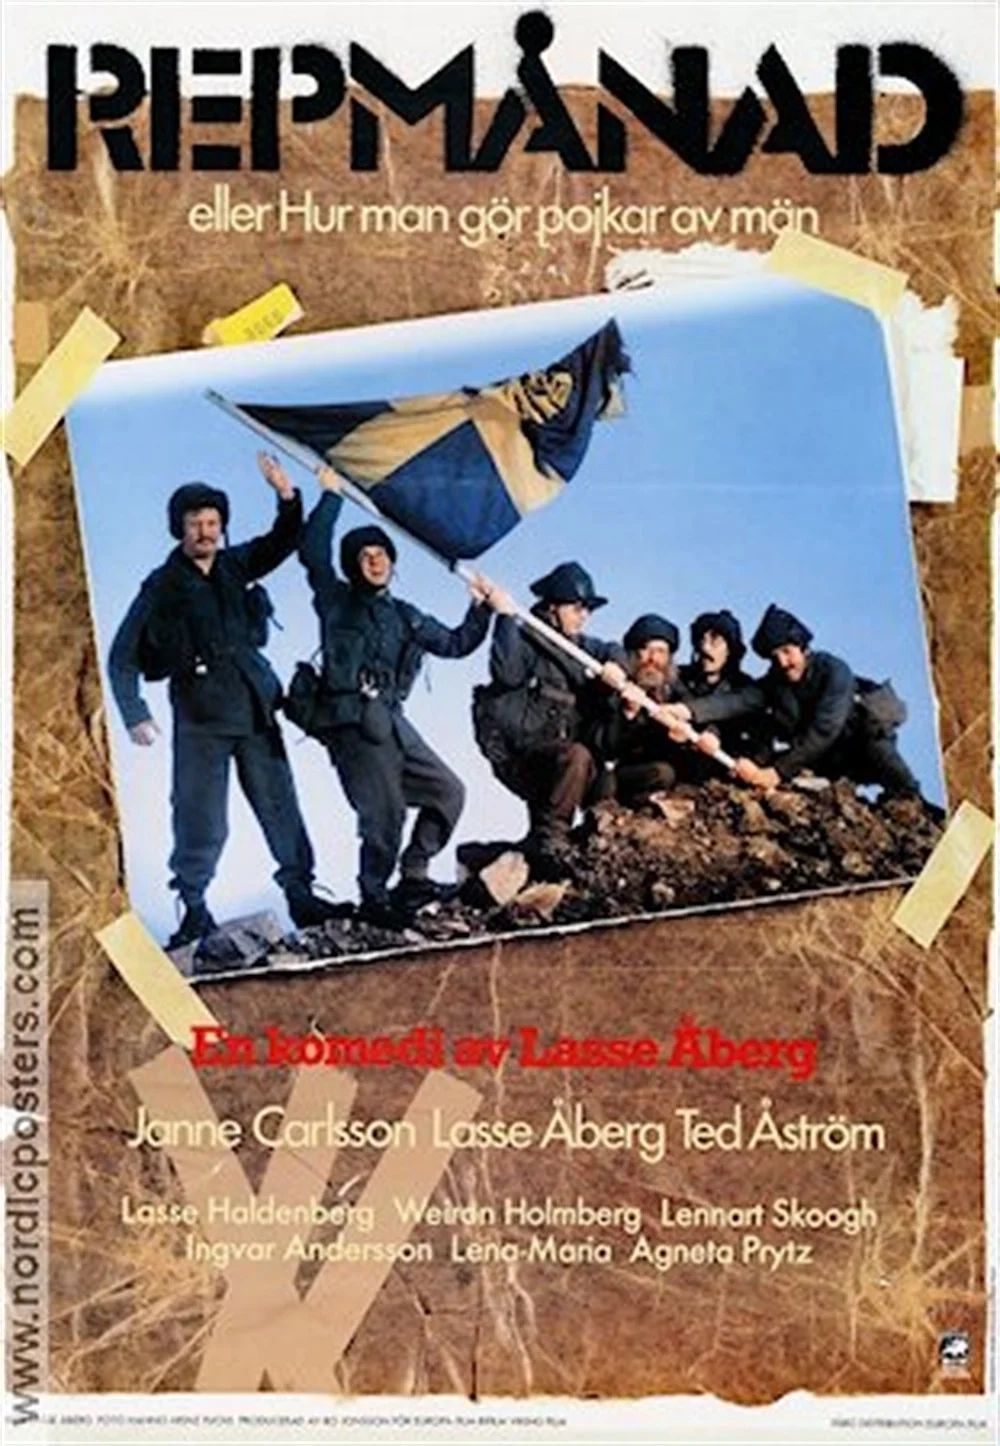 REPMÅNAD
eller Hur man gör pojkar av män
En komedi av Lasse Åberg
Janne Carlsson Lasse Åberg Ted Åström
Lasse Haldenberg Weiron Holmberg Lennart Skoogh
Ingvar Andersson Lena-Maria Agneta Prytz
www.nordicposters.com